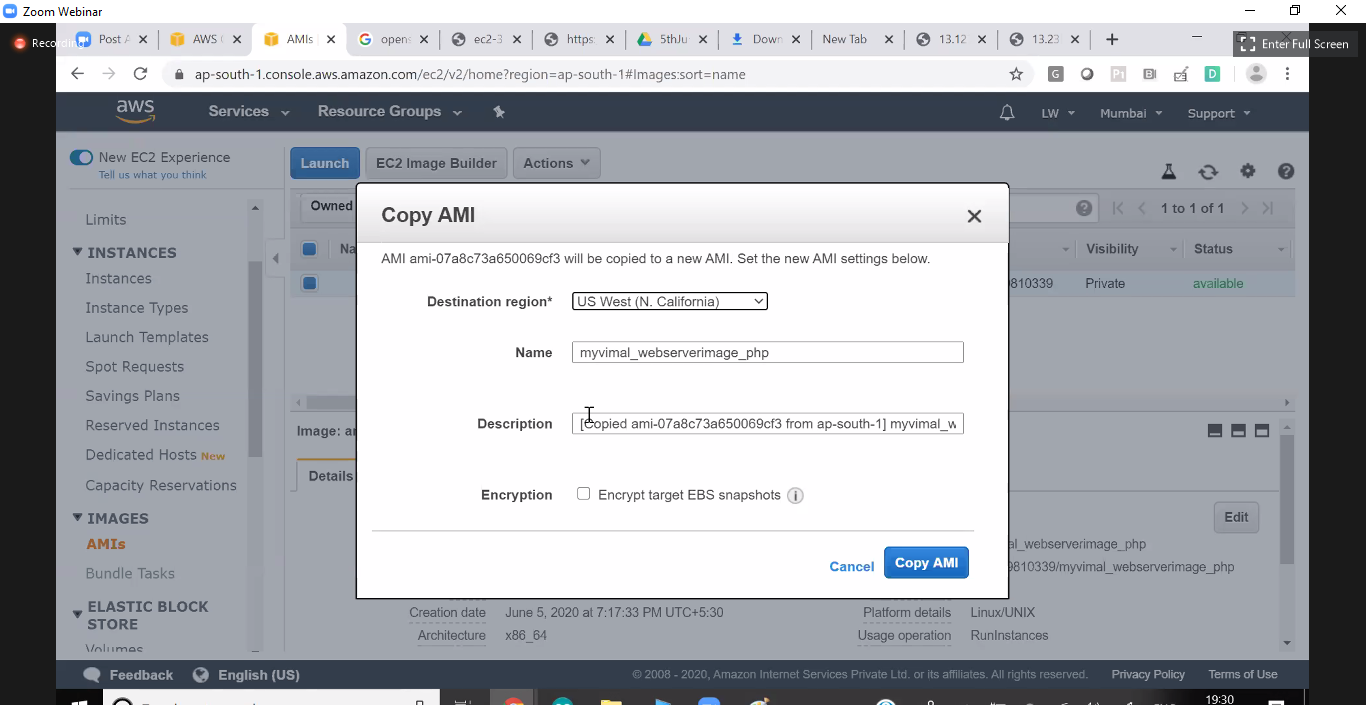 Zoom Webinar
Recording
Post A
AWS
AMIs
opens
ec2-3
https:
5thJu
Down
New Tab
13.12
13.23
Enter Full Screen
ap-south-1.console.aws.amazon.com/ec2/v2/home?region=ap-south-1#Images:sort=name
aws
Services
Resource Groups
LW
Mumbai
Support
New EC2 Experience
Tell us what you think
Launch
EC2 Image Builder
Actions
Limits
INSTANCES
Instances
Instance Types
Launch Templates
Spot Requests
Savings Plans
Reserved Instances
Dedicated Hosts New
Capacity Reservations
IMAGES
AMIs
Bundle Tasks
ELASTIC BLOCK
STORE
Volumes
Owned
1 to 1 of 1
Na
Visibility
Status
810339
Private
available
Copy AMI
AMI ami-07a8c73a650069cf3 will be copied to a new AMI. Set the new AMI settings below.
Destination region*
US West (N. California)
Name
myvimal_webserverimage_php
Description
[Copied ami-07a8c73a650069cf3 from ap-south-1] myvimal_w
Encryption
Encrypt target EBS snapshots
Cancel
Copy AMI
Image: am
Details
Edit
al_webserverimage_php
9810339/myvimal_webserverimage_php
Creation date
June 5, 2020 at 7:17:33 PM UTC+5:30
Platform details
Linux/UNIX
Architecture
x86_64
Usage operation
RunInstances
Feedback
English (US)
© 2008 - 2020, Amazon Internet Services Private Ltd. or its affiliates. All rights reserved.
Privacy Policy
Terms of Use
19:30